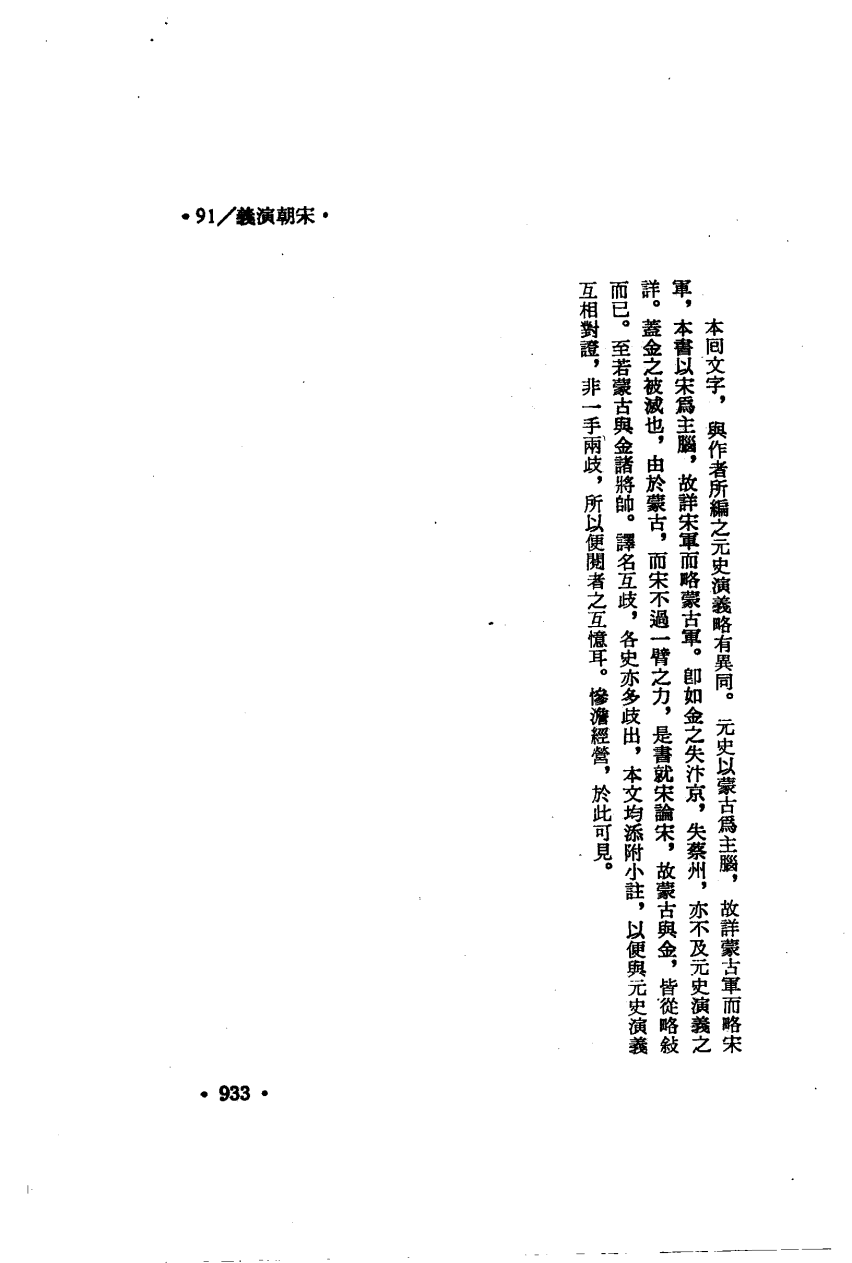 •91/義演朝宋•
本回文字，與作者所編之元史演義略有異同。元史以蒙古爲主腦，故詳蒙古軍而略宋
軍，本書以宋爲主腦，故詳宋軍而略蒙古軍。卽如金之失汴京，失蔡州，亦不及元史演義之
詳。蓋金之被滅也，由於蒙古，而宋不過一臂之力，是書就宋論宋，故蒙古與金，皆從略敍
而已。至若蒙古與金諸將帥。譯名互歧，各史亦多歧出，本文均添附小註，以便與元史演義
互相對證，非一手兩歧，所以便閱者之互憶耳。慘澹經營，於此可見。
•933•